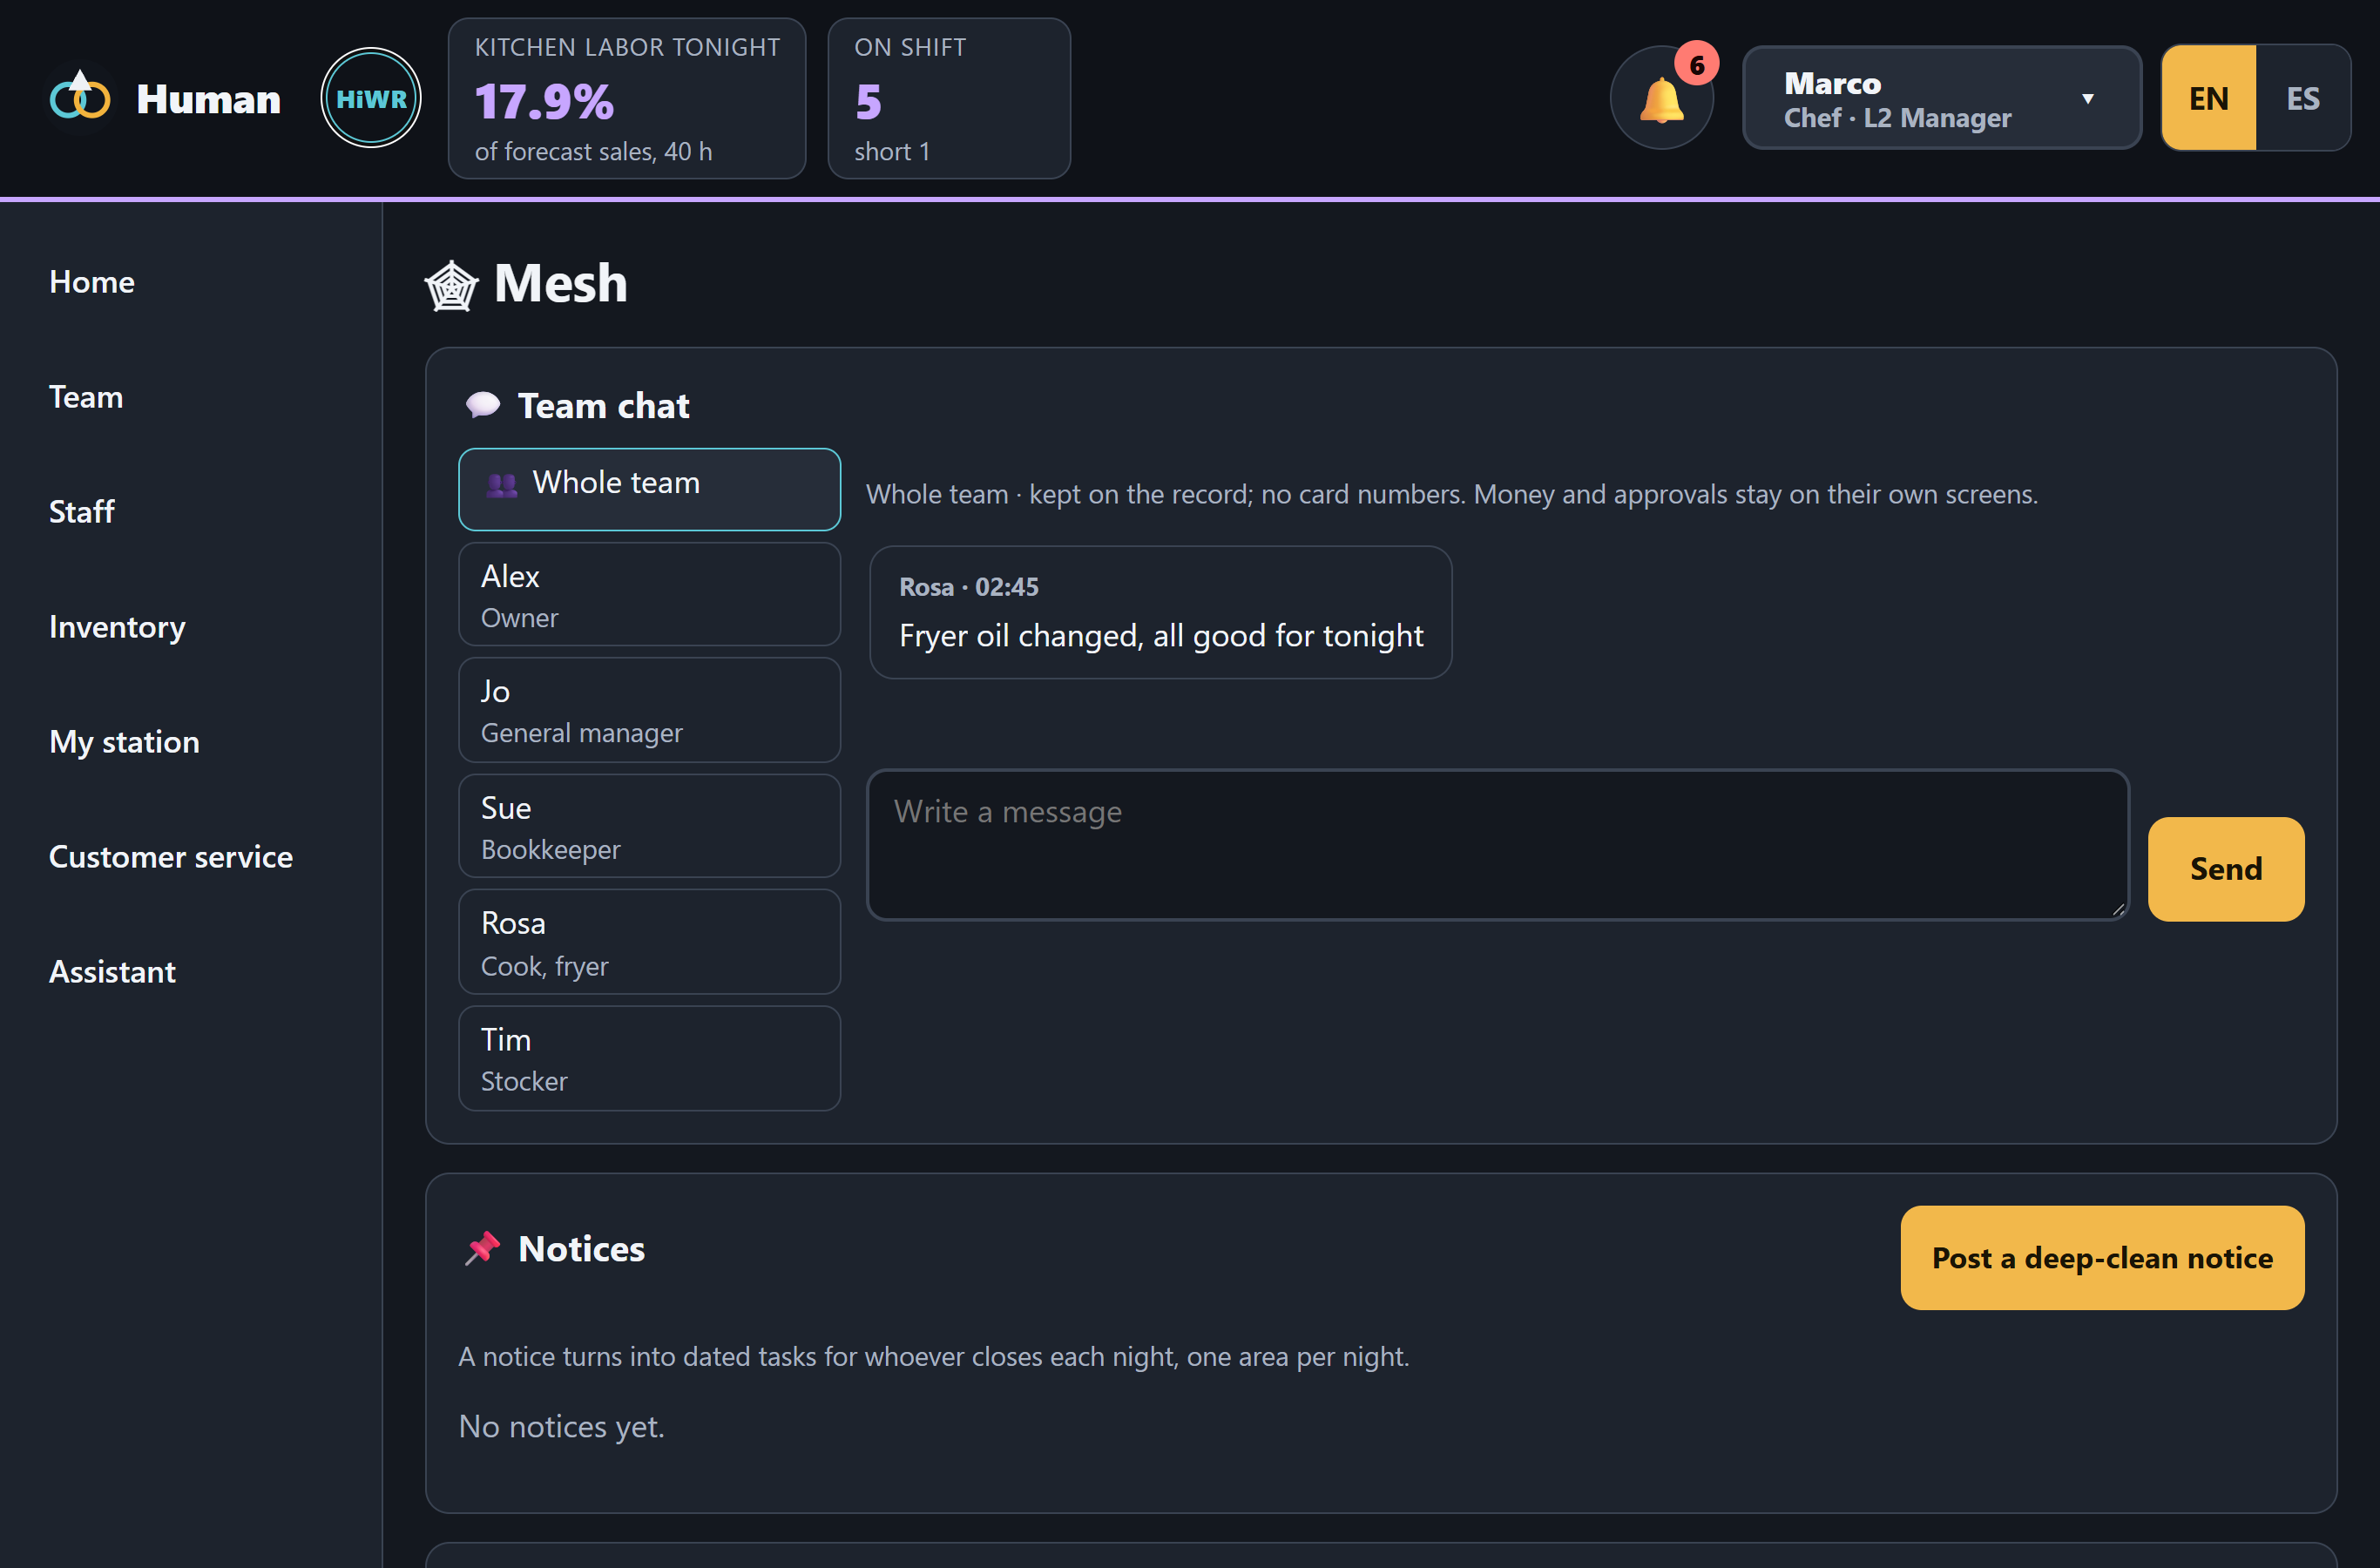 Human
HiWR
KITCHEN LABOR TONIGHT
17.9%
of forecast sales, 40 h
ON SHIFT
5
short 1
6
Marco
Chef · L2 Manager
EN
ES
Home
Team
Staff
Inventory
My station
Customer service
Assistant
Mesh
Team chat
Whole team
Alex
Owner
Jo
General manager
Sue
Bookkeeper
Rosa
Cook, fryer
Tim
Stocker
Whole team · kept on the record; no card numbers. Money and approvals stay on their own screens.
Rosa · 02:45
Fryer oil changed, all good for tonight
Write a message
Send
Notices
Post a deep-clean notice
A notice turns into dated tasks for whoever closes each night, one area per night.
No notices yet.